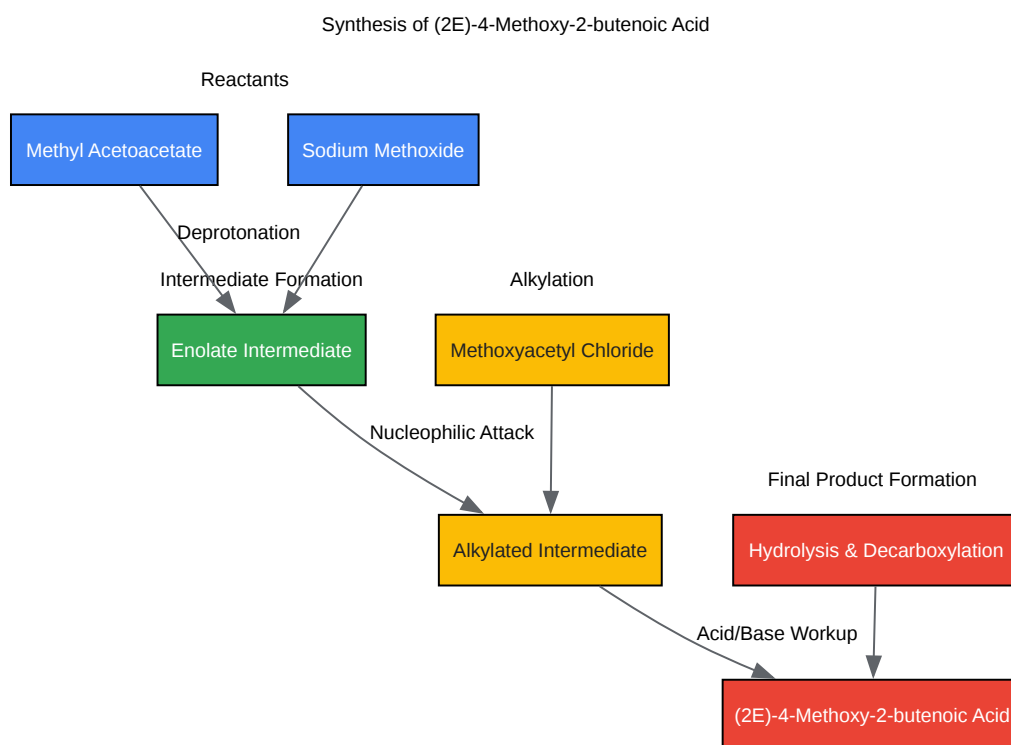 Synthesis of (2E)-4-Methoxy-2-butenoic Acid
Reactants
Methyl Acetoacetate
Sodium Methoxide
Deprotonation
Intermediate Formation
Alkylation
Enolate Intermediate
Methoxyacetyl Chloride
Nucleophilic Attack
Final Product Formation
Alkylated Intermediate
Hydrolysis & Decarboxylation
Acid/Base Workup
(2E)-4-Methoxy-2-butenoic Acid